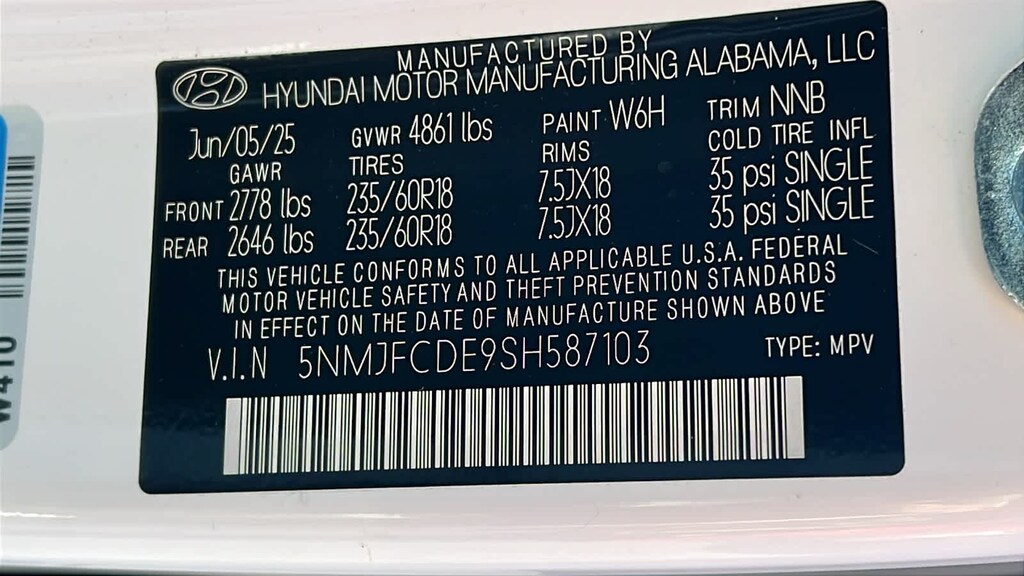 MANUFACTURED BY
HYUNDAI MOTOR MANUFACTURING ALABAMA, LLC
Jun/05/25 GVWR 4861 lbs PAINT W6H TRIM NNB
GAWR TIRES RIMS COLD TIRE INFL
FRONT 2778 lbs 235/60R18 7.5JX18 35 psi SINGLE
REAR 2646 lbs 235/60R18 7.5JX18 35 psi SINGLE
THIS VEHICLE CONFORMS TO ALL APPLICABLE U.S.A. FEDERAL
MOTOR VEHICLE SAFETY AND THEFT PREVENTION STANDARDS
IN EFFECT ON THE DATE OF MANUFACTURE SHOWN ABOVE
V.I.N 5NMJFCDE9SH587103 TYPE: MPV